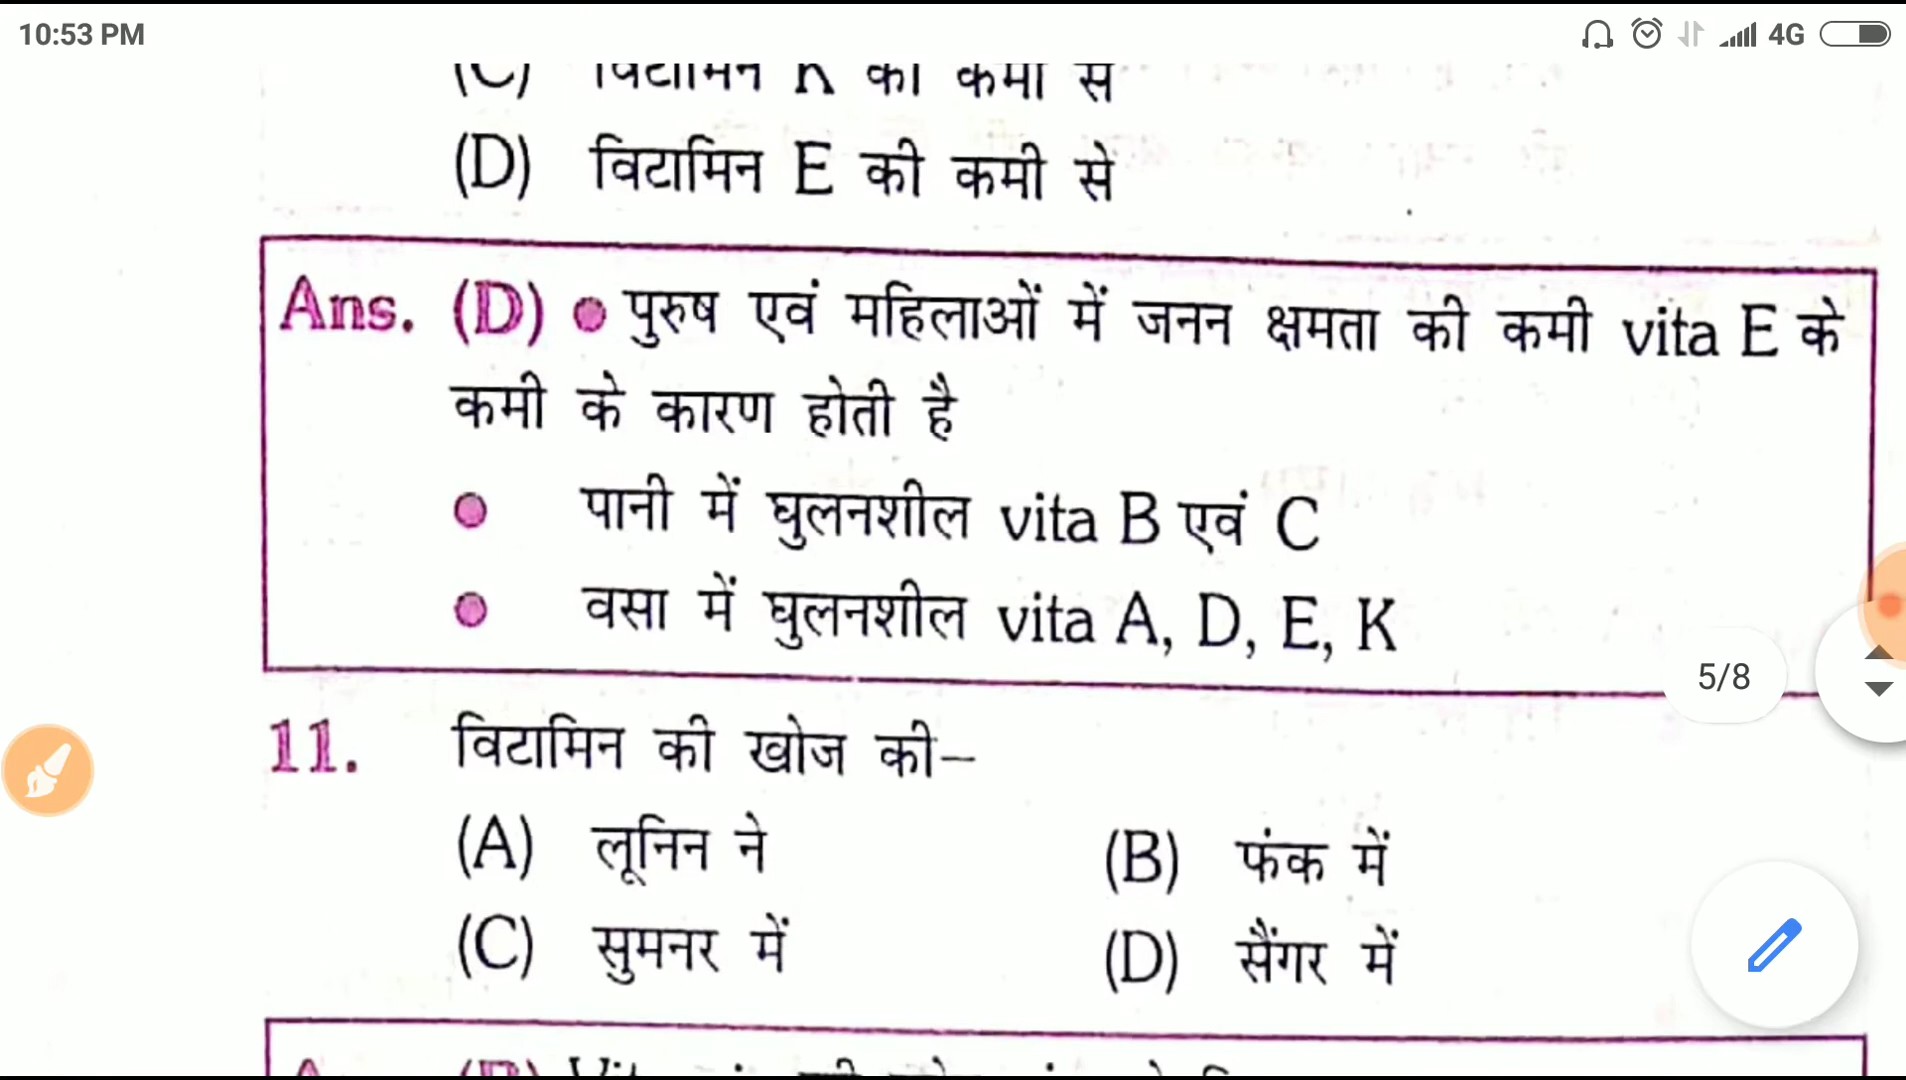 10:53 PM
4G
(C) विटामिन K की कमी से
(D) विटामिन E की कमी से
Ans. (D) ● पुरुष एवं महिलाओं में जनन क्षमता की कमी vita E के
कमी के कारण होती है
● पानी में घुलनशील vita B एवं C
● वसा में घुलनशील vita A, D, E, K
5/8
11. विटामिन की खोज की–
(A) लूनिन ने (B) फंक में
(C) सुमनर में (D) सैंगर में